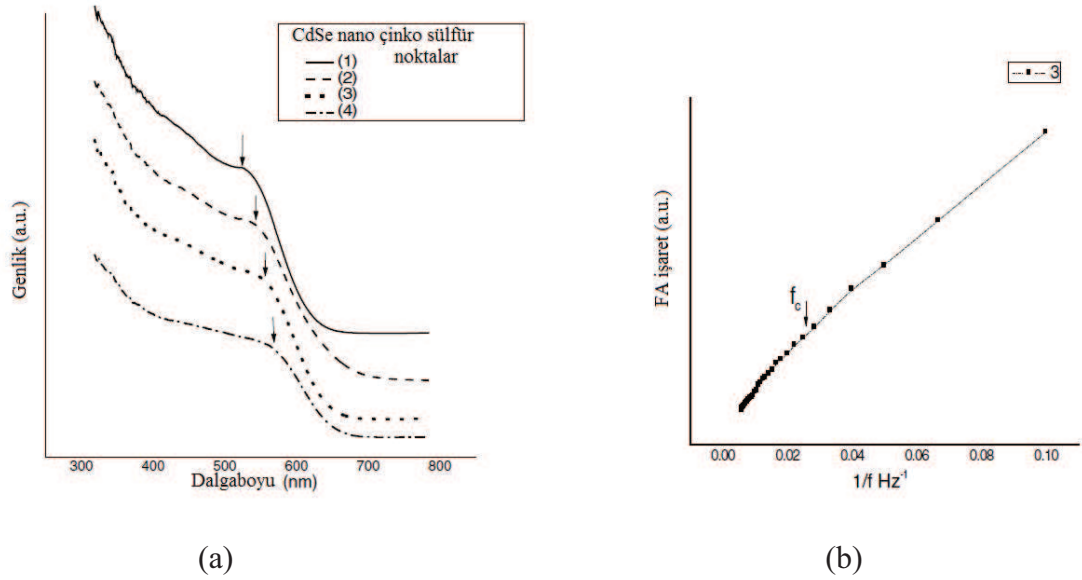 CdSe nano çinko sülfür
noktalar
(1)
(2)
(3)
(4)
Genlik (a.u.)
300 400 500 600 700 800
Dalgaboyu (nm)
(a)
3
FA işaret (a.u.)
f_c
0.00 0.02 0.04 0.06 0.08 0.10
1/f Hz⁻¹
(b)